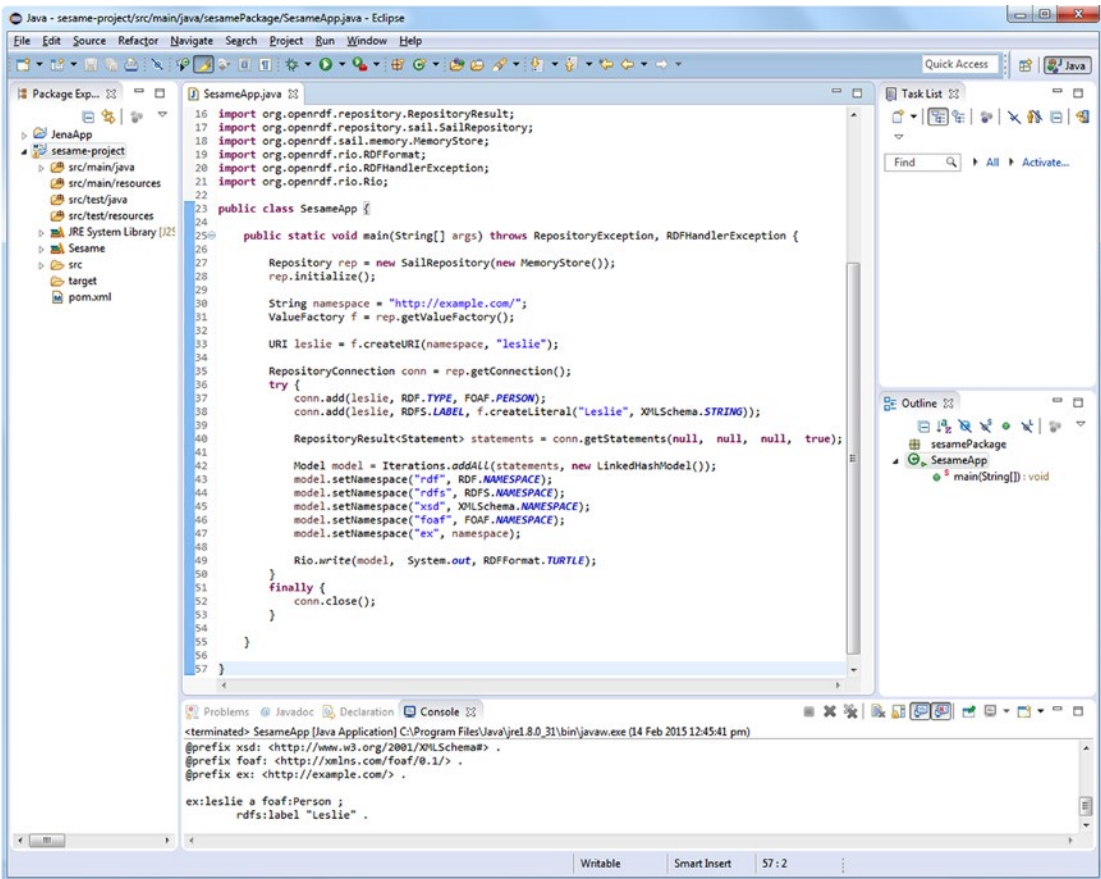 Java - sesame-project/src/main/java/sesamePackage/SesameApp.java - Eclipse
File Edit Source Refactor Navigate Search Project Run Window Help
Quick Access
Java
Package Exp...
JenaApp
sesame-project
src/main/java
src/main/resources
src/test/java
src/test/resources
JRE System Library [J2S
Sesame
src
target
pom.xml
SesameApp.java
16 import org.openrdf.repository.RepositoryResult;
17 import org.openrdf.repository.sail.SailRepository;
18 import org.openrdf.sail.memory.MemoryStore;
19 import org.openrdf.rio.RDFFormat;
20 import org.openrdf.rio.RDFHandlerException;
21 import org.openrdf.rio.Rio;
22
23 public class SesameApp {
24
25 public static void main(String[] args) throws RepositoryException, RDFHandlerException {
26
27 Repository rep = new SailRepository(new MemoryStore());
28 rep.initialize();
29
30 String namespace = "http://example.com/";
31 ValueFactory f = rep.getValueFactory();
32
33 URI leslie = f.createURI(namespace, "leslie");
34
35 RepositoryConnection conn = rep.getConnection();
36 try {
37 conn.add(leslie, RDF.TYPE, FOAF.PERSON);
38 conn.add(leslie, RDFS.LABEL, f.createLiteral("Leslie", XMLSchema.STRING));
39
40 RepositoryResult<Statement> statements = conn.getStatements(null, null, null, true);
41
42 Model model = Iterations.addAll(statements, new LinkedHashModel());
43 model.setNamespace("rdf", RDF.NAMESPACE);
44 model.setNamespace("rdfs", RDFS.NAMESPACE);
45 model.setNamespace("xsd", XMLSchema.NAMESPACE);
46 model.setNamespace("foaf", FOAF.NAMESPACE);
47 model.setNamespace("ex", namespace);
48
49 Rio.write(model, System.out, RDFFormat.TURTLE);
50 }
51 finally {
52 conn.close();
53 }
54
55 }
56
57 }
Task List
Find All Activate...
Outline
sesamePackage
SesameApp
main(String[]) : void
Problems Javadoc Declaration Console
<terminated> SesameApp [Java Application] C:\Program Files\Java\jre1.8.0_31\bin\javaw.exe (14 Feb 2015 12:45:41 pm)
@prefix xsd: <http://www.w3.org/2001/XMLSchema#> .
@prefix foaf: <http://xmlns.com/foaf/0.1/> .
@prefix ex: <http://example.com/> .
ex:leslie a foaf:Person ;
rdfs:label "Leslie" .
Writable Smart Insert 57 : 2